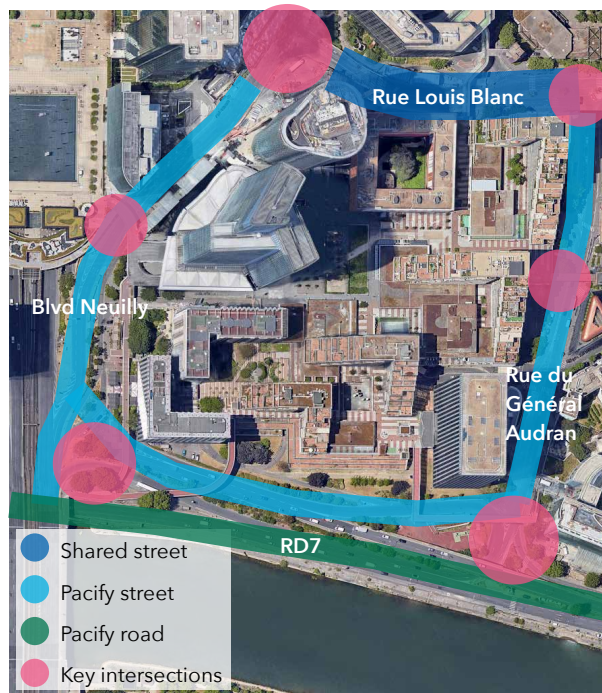 Rue Louis Blanc
Blvd Neuilly
Rue du
Général
Audran
RD7
Shared street
Pacify street
Pacify road
Key intersections